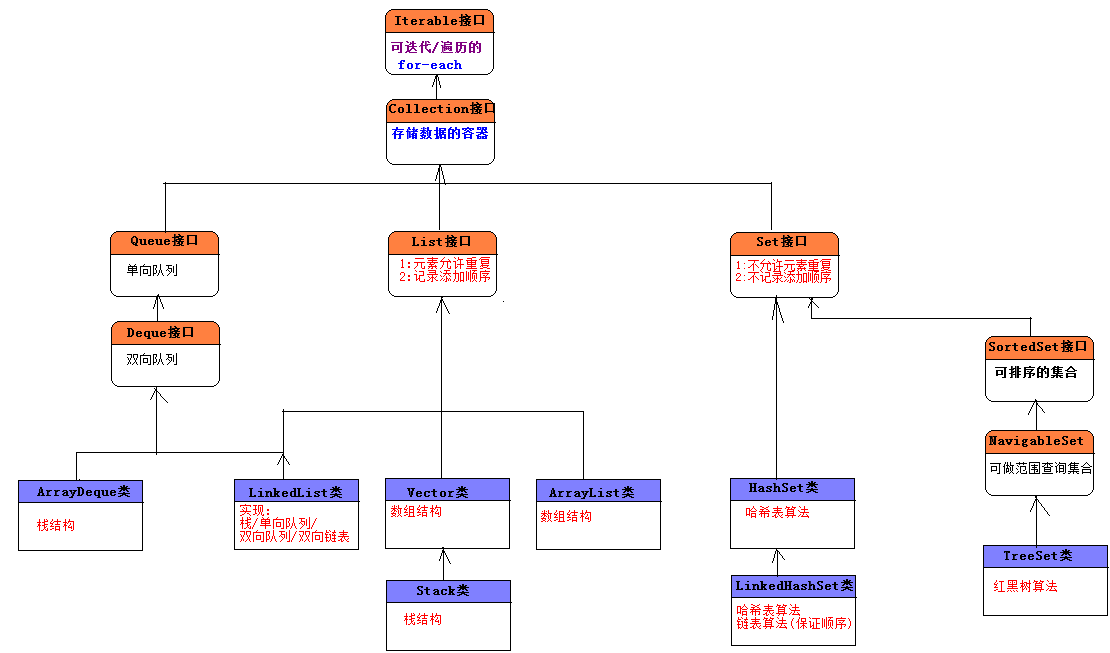 Iterable接口
可迭代/遍历的
for-each
Collection接口
存储数据的容器
Queue接口
单向队列
List接口
1:元素允许重复
2:记录添加顺序
Set接口
1:不允许元素重复
2:不记录添加顺序
Deque接口
双向队列
SortedSet接口
可排序的集合
NavigableSet
可做范围查询集合
ArrayDeque类
栈结构
LinkedList类
实现:
栈/单向队列/
双向队列/双向链表
Vector类
数组结构
ArrayList类
数组结构
HashSet类
哈希表算法
TreeSet类
红黑树算法
Stack类
栈结构
LinkedHashSet类
哈希表算法
链表算法(保证顺序)